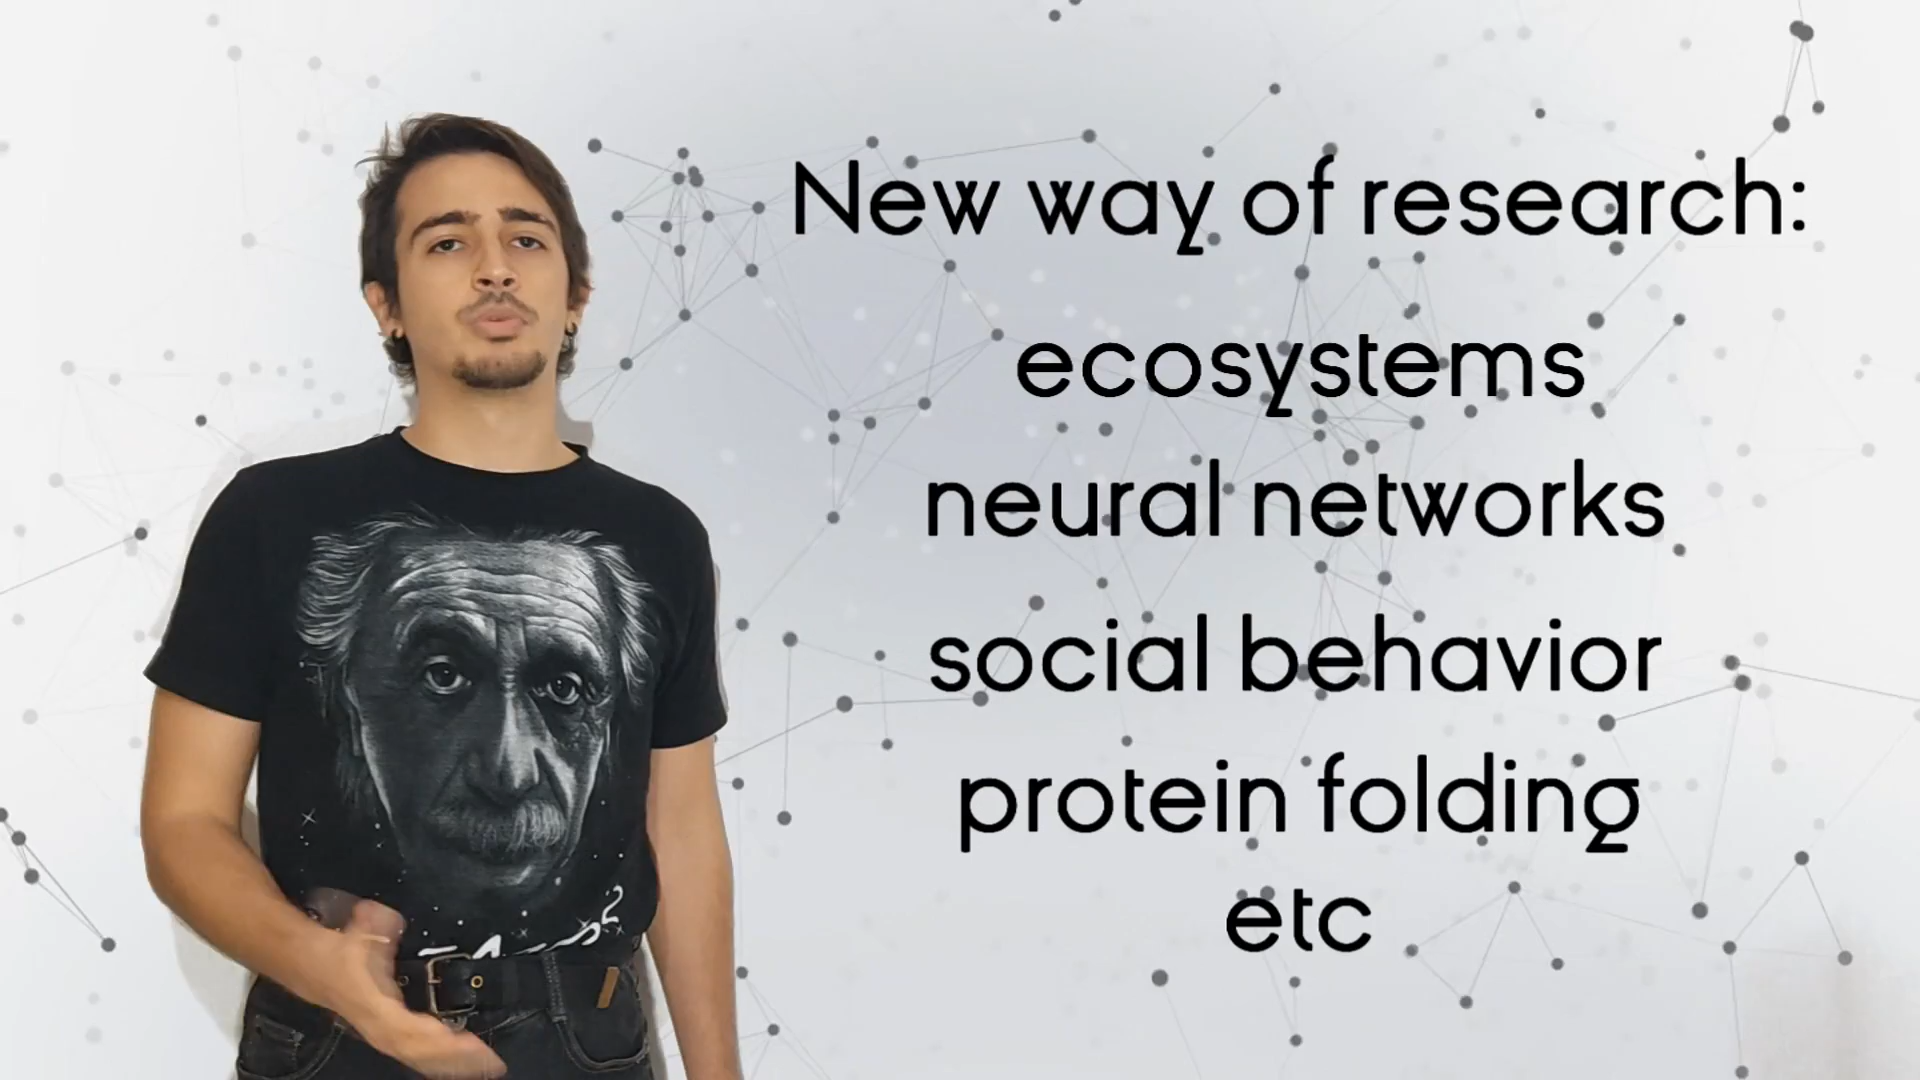 New way of research:
ecosystems
neural networks
social behavior
protein folding
etc